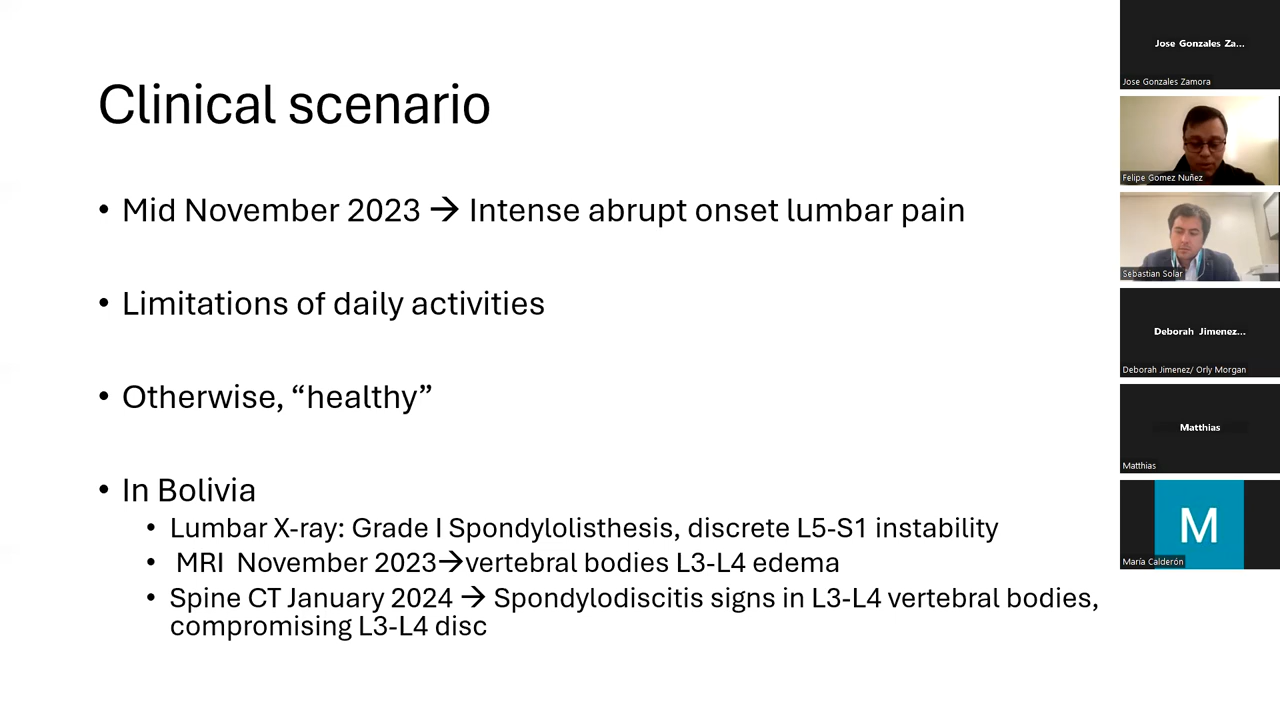 Clinical scenario
• Mid November 2023 → Intense abrupt onset lumbar pain
• Limitations of daily activities
• Otherwise, “healthy”
• In Bolivia
• Lumbar X-ray: Grade I Spondylolisthesis, discrete L5-S1 instability
• MRI November 2023→vertebral bodies L3-L4 edema
• Spine CT January 2024 → Spondylodiscitis signs in L3-L4 vertebral bodies,
compromising L3-L4 disc
Jose Gonzales Za...
Jose Gonzales Zamora
Felipe Gomez Nuñez
Sebastian Solar
Deborah Jimenez...
Deborah Jimenez/ Orly Morgan
Matthias
Matthias
M
María Calderón